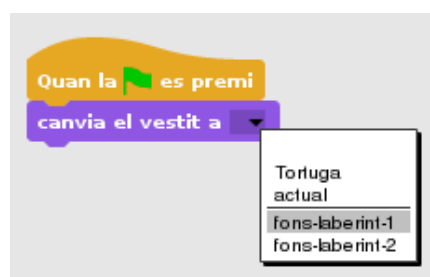 Quan la es premi
canvia el vestit a
Tortuga
actual
fons-laberint-1
fons-laberint-2